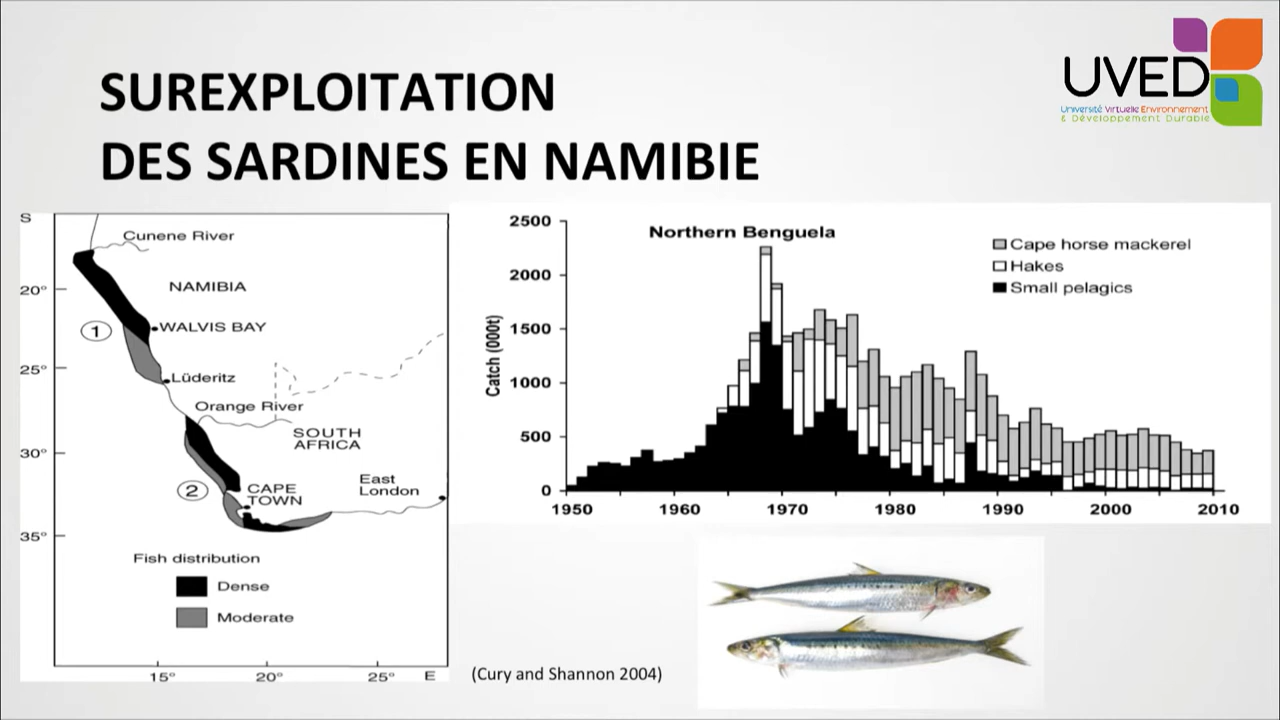 SUREXPLOITATION
DES SARDINES EN NAMIBIE
UVED
Université Virtuelle Environnement
& Développement Durable
S
Cunene River
20°
NAMIBIA
1
WALVIS BAY
25°
Lüderitz
Orange River
SOUTH
AFRICA
30°
2
CAPE
TOWN
East
London
35°
Fish distribution
Dense
Moderate
15°
20°
25°
E
Northern Benguela
Catch (000t)
2500
2000
1500
1000
500
0
1950
1960
1970
1980
1990
2000
2010
Cape horse mackerel
Hakes
Small pelagics
(Cury and Shannon 2004)